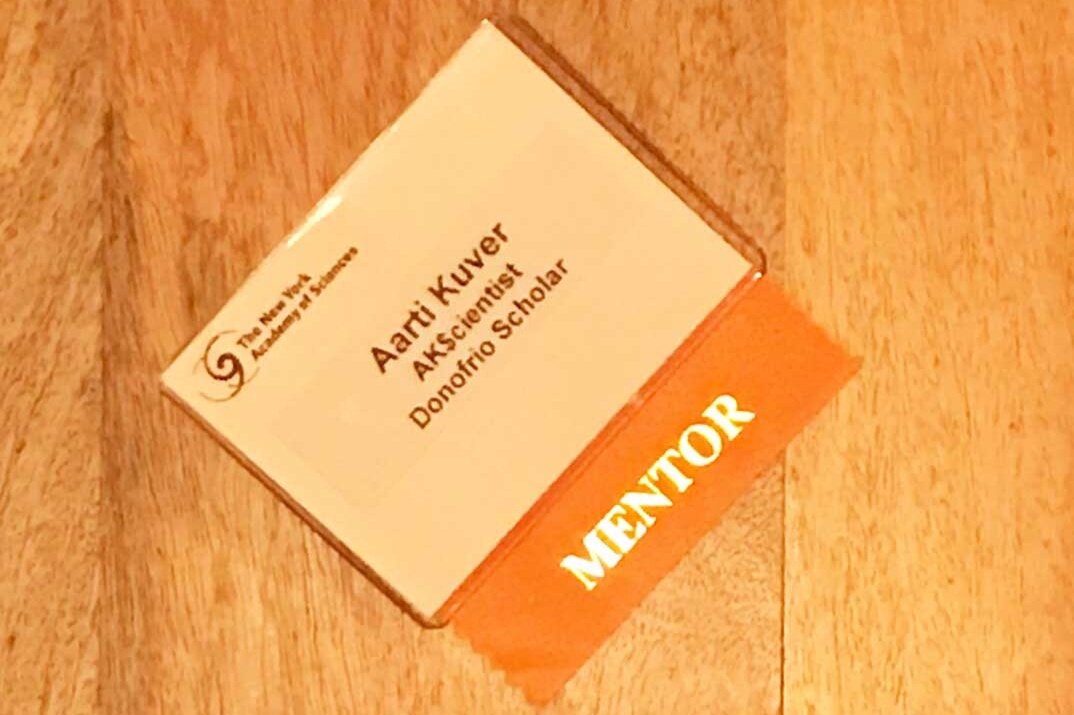 The New York
Academy of Sciences
Aarti Kuver
AKScientist
Donofrio Scholar
MENTOR